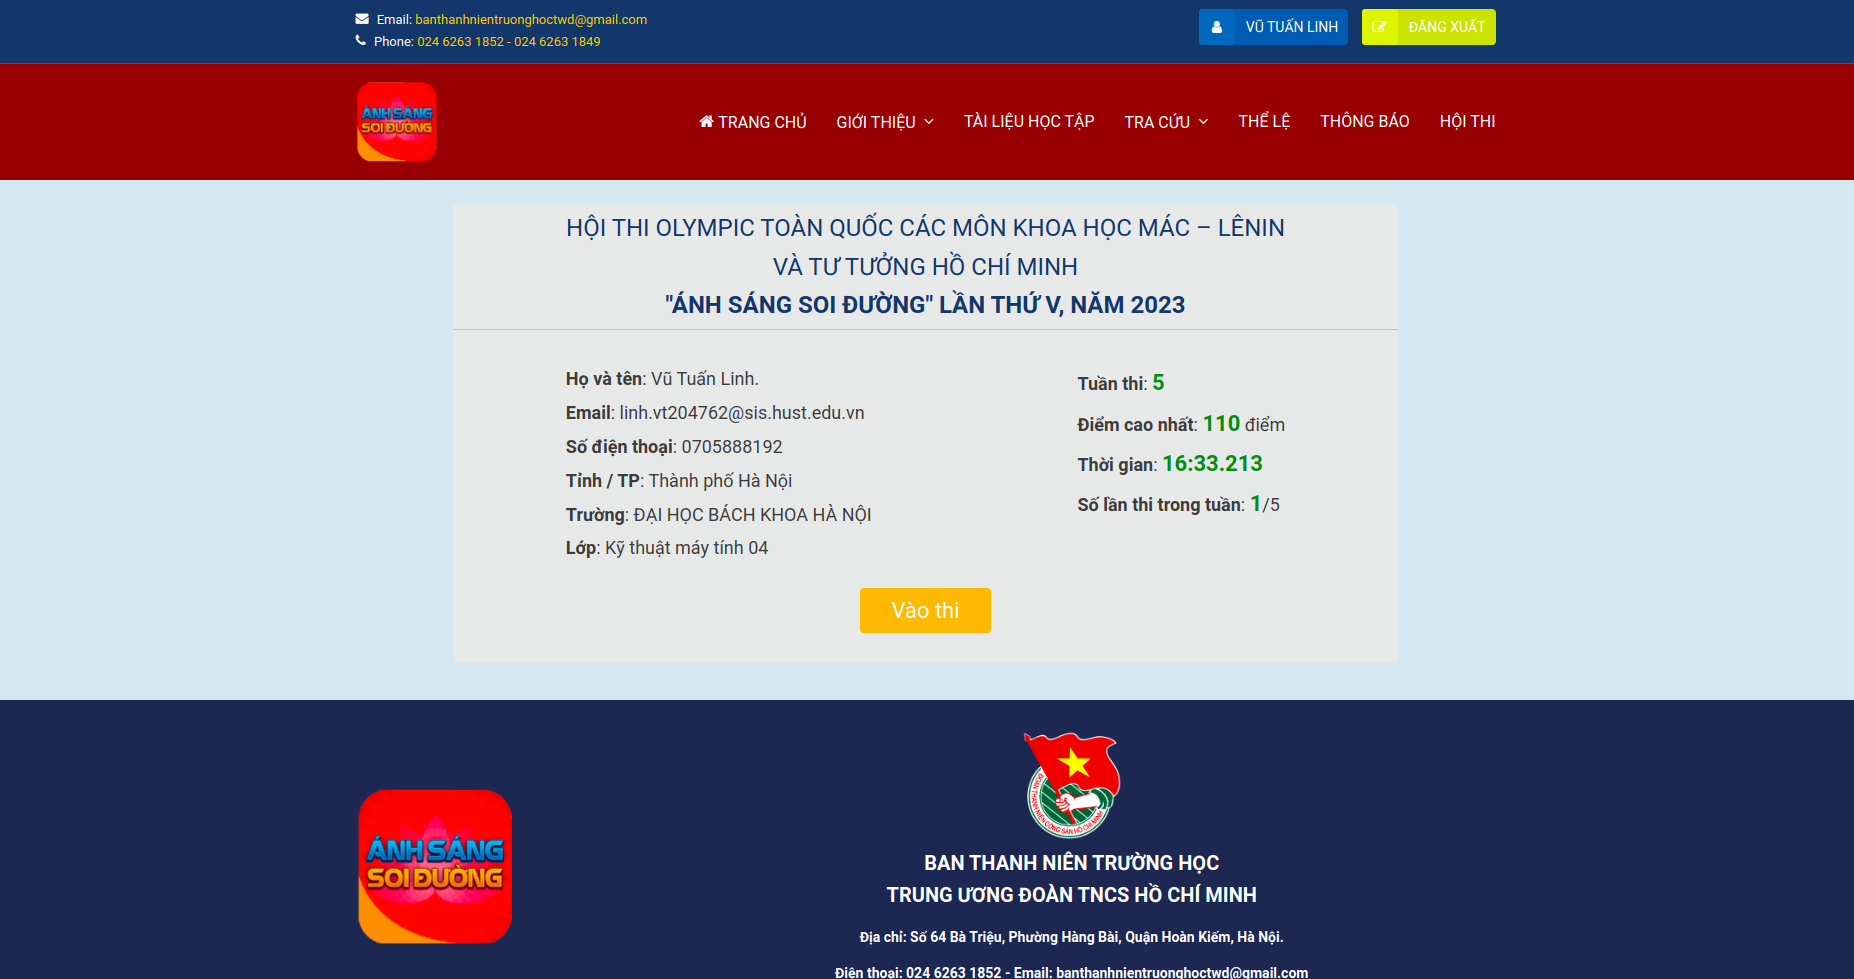 Email: banthanhnientruonghoctwd@gmail.com
Phone: 024 6263 1852 - 024 6263 1849
VŨ TUẤN LINH
ĐĂNG XUẤT
ÁNH SÁNG
SOI ĐƯỜNG
TRANG CHỦ
GIỚI THIỆU
TÀI LIỆU HỌC TẬP
TRA CỨU
THỂ LỆ
THÔNG BÁO
HỘI THI
HỘI THI OLYMPIC TOÀN QUỐC CÁC MÔN KHOA HỌC MÁC – LÊNIN
VÀ TƯ TƯỞNG HỒ CHÍ MINH
"ÁNH SÁNG SOI ĐƯỜNG" LẦN THỨ V, NĂM 2023
Họ và tên: Vũ Tuấn Linh.
Email: linh.vt204762@sis.hust.edu.vn
Số điện thoại: 0705888192
Tỉnh / TP: Thành phố Hà Nội
Trường: ĐẠI HỌC BÁCH KHOA HÀ NỘI
Lớp: Kỹ thuật máy tính 04
Tuần thi: 5
Điểm cao nhất: 110 điểm
Thời gian: 16:33.213
Số lần thi trong tuần: 1/5
Vào thi
ÁNH SÁNG
SOI ĐƯỜNG
ĐOÀN THANH NIÊN CỘNG SẢN HỒ CHÍ MINH
BAN THANH NIÊN TRƯỜNG HỌC
TRUNG ƯƠNG ĐOÀN TNCS HỒ CHÍ MINH
Địa chỉ: Số 64 Bà Triệu, Phường Hàng Bài, Quận Hoàn Kiếm, Hà Nội.
Điện thoại: 024 6263 1852 - Email: banthanhnientruonghoctwd@gmail.com